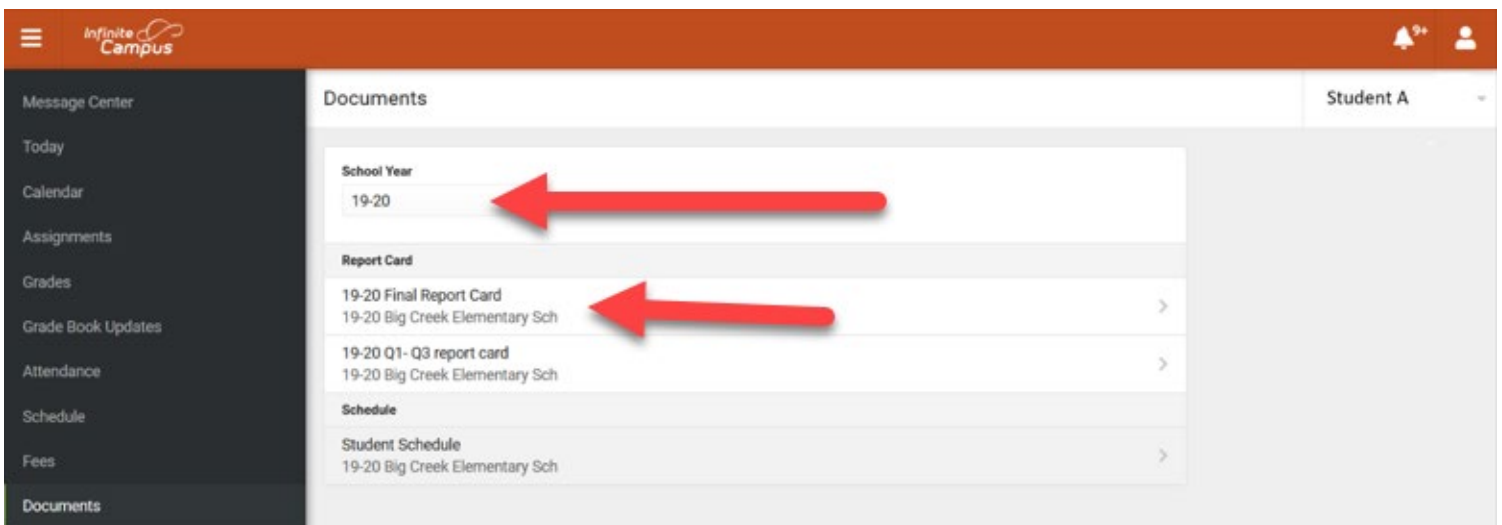 Infinite
Campus
9+
Message Center
Today
Calendar
Assignments
Grades
Grade Book Updates
Attendance
Schedule
Fees
Documents
Documents
Student A
School Year
19-20
Report Card
19-20 Final Report Card
19-20 Big Creek Elementary Sch
19-20 Q1- Q3 report card
19-20 Big Creek Elementary Sch
Schedule
Student Schedule
19-20 Big Creek Elementary Sch